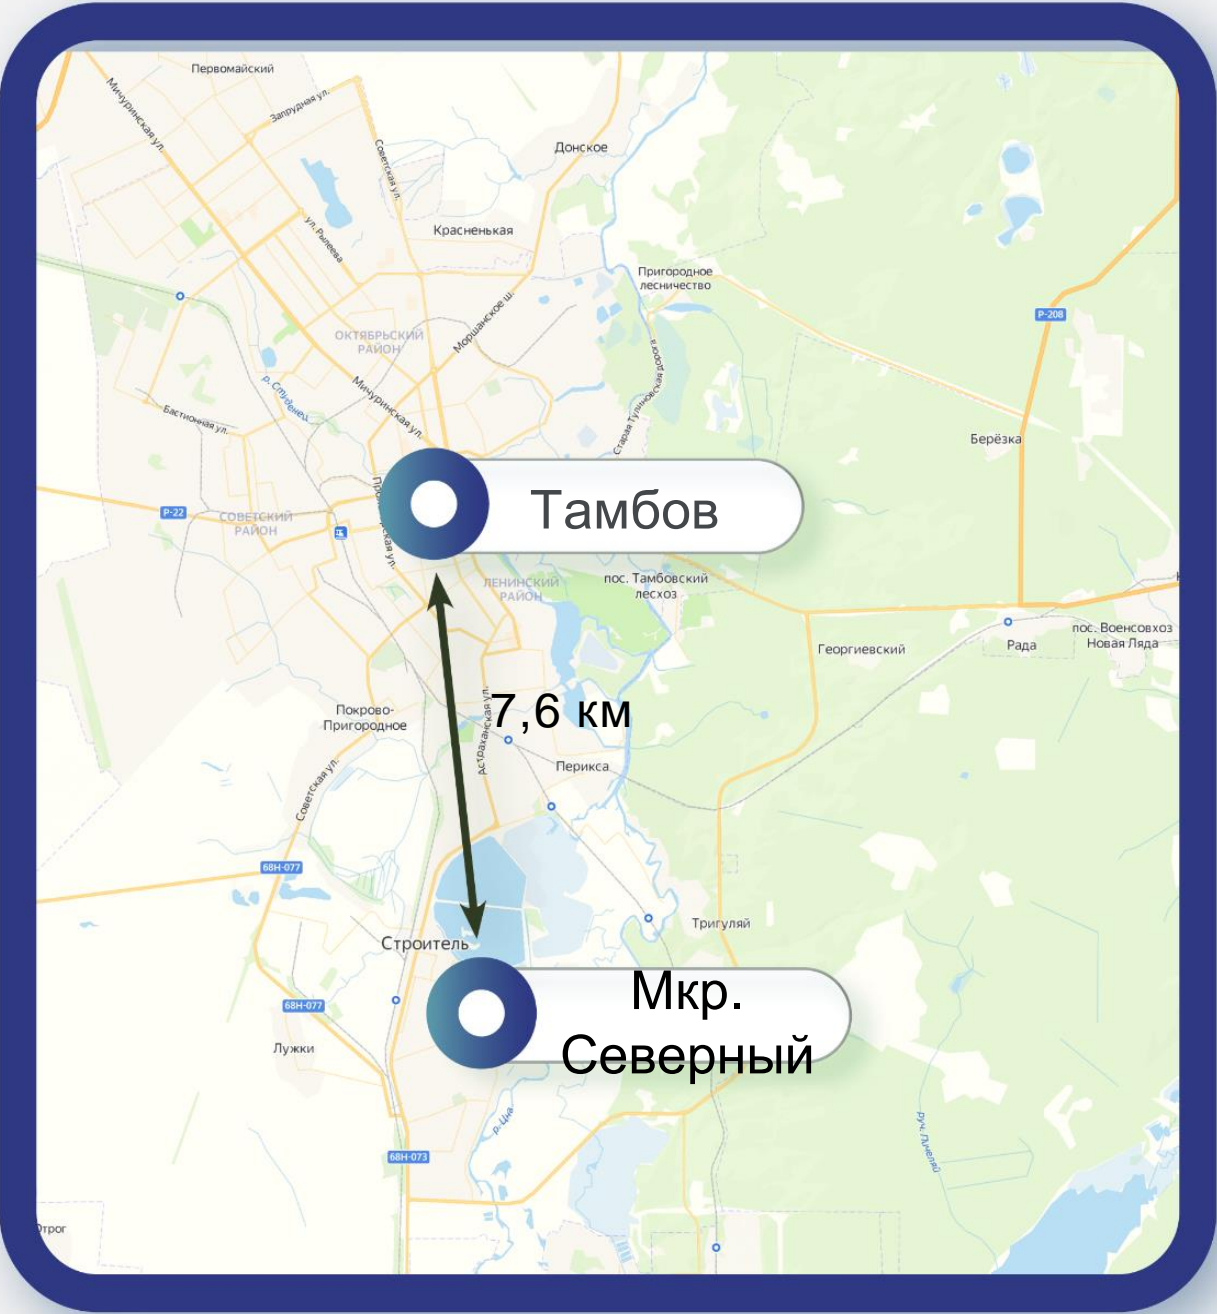 Первомайский
Мичуринская ул.
Запрудная ул.
Советская ул.
Донское
ул. Рылеева
Красненькая
Пригородное
лесничество
Р-208
Моршанское ш.
ОКТЯБРЬСКИЙ
РАЙОН
Старая Тулиновская дорога
р. Студенец
Мичуринская ул.
Бастионная ул.
Берёзка
Тамбов
Р-22
СОВЕТСКИЙ
РАЙОН
ЛЕНИНСКИЙ
РАЙОН
пос. Тамбовский
лесхоз
Георгиевский
Рада
пос. Военсовхоз
Новая Ляда
7,6 км
Покрово-
Пригородное
Астраханская ул.
Перикса
Советская ул.
68Н-077
Тригуляй
Строитель
Мкр.
Северный
68Н-077
Лужки
р. Цна
руч. Личеляй
68Н-073